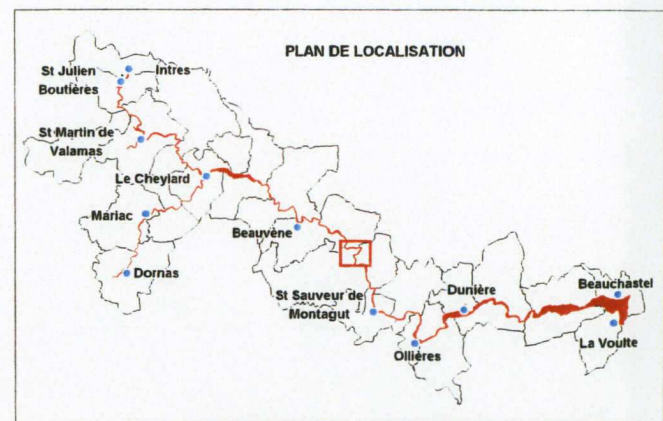 PLAN DE LOCALISATION
St Julien
Boutières
Intres
St Martin de
Valamas
Le Cheylard
Mariac
Beauvène
Dornas
St Sauveur de
Montagut
Dunière
Beauchastel
Ollières
La Voulte